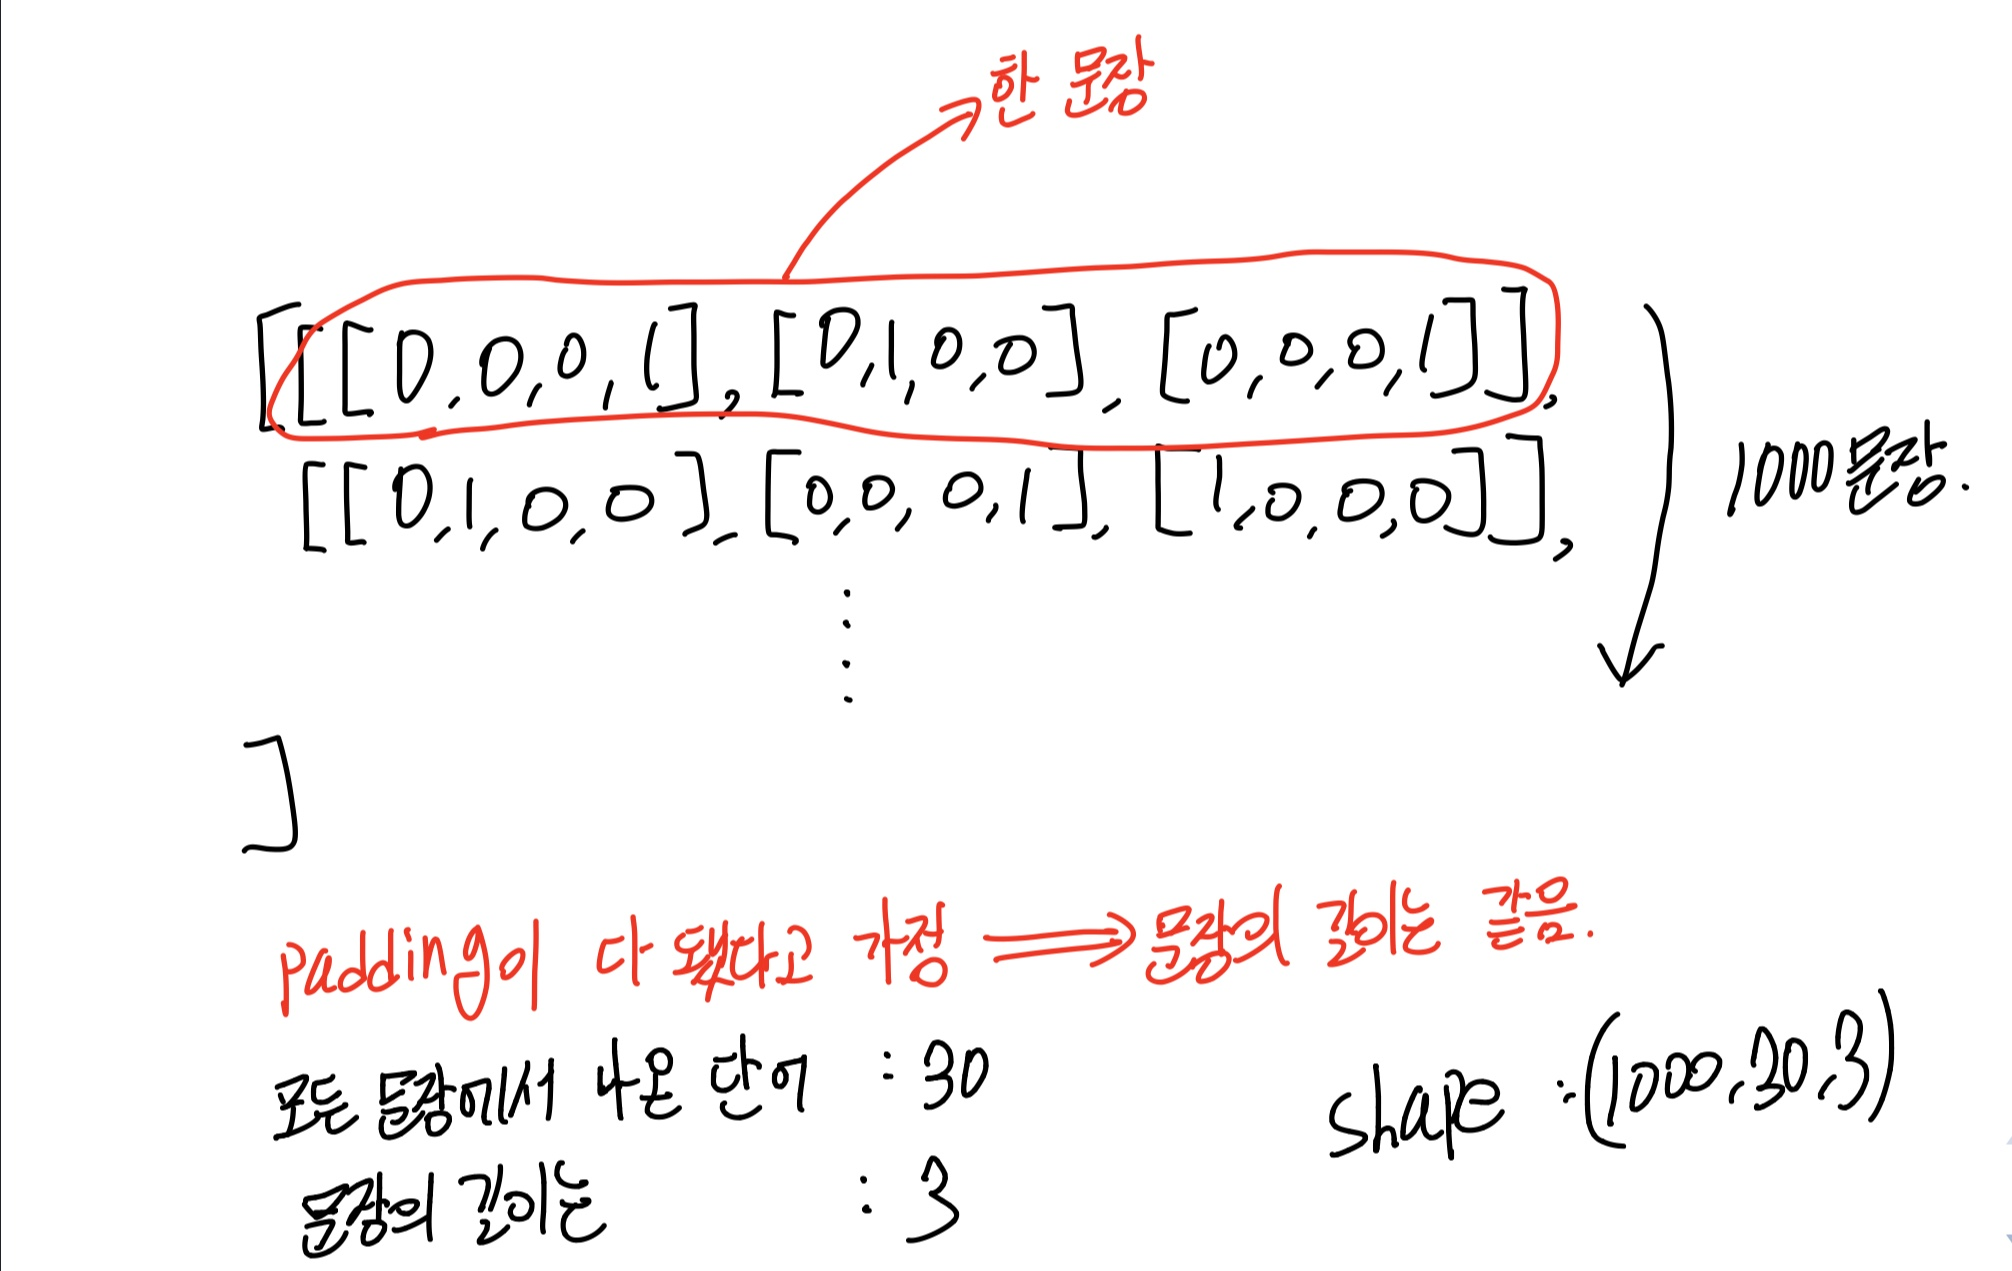 한 문장
[[[0,0,0,1],[0,1,0,0],[0,0,0,1]],
[[0,1,0,0],[0,0,0,1],[1,0,0,0]],
1000문장.
]
padding이 다 됐다고 가정 ⟹ 문장의 길이는 같음.
모든 문장에서 나온 단어 : 30
shape : (1000,30,3)
문장의 길이는 : 3